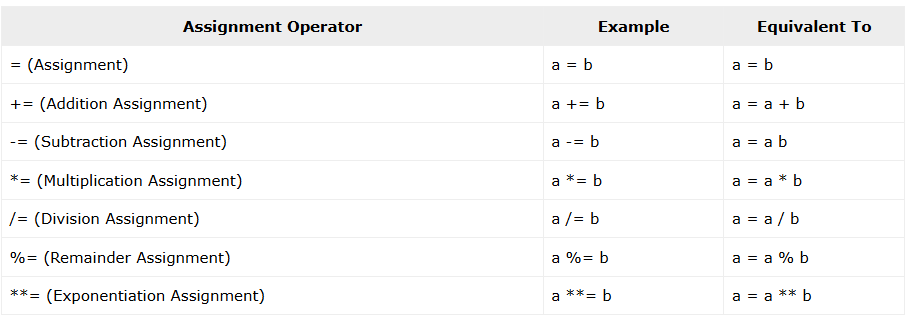 Assignment Operator Example Equivalent To
= (Assignment) a = b a = b
+= (Addition Assignment) a += b a = a + b
-= (Subtraction Assignment) a -= b a = a b
*= (Multiplication Assignment) a *= b a = a * b
/= (Division Assignment) a /= b a = a / b
%= (Remainder Assignment) a %= b a = a % b
**= (Exponentiation Assignment) a **= b a = a ** b